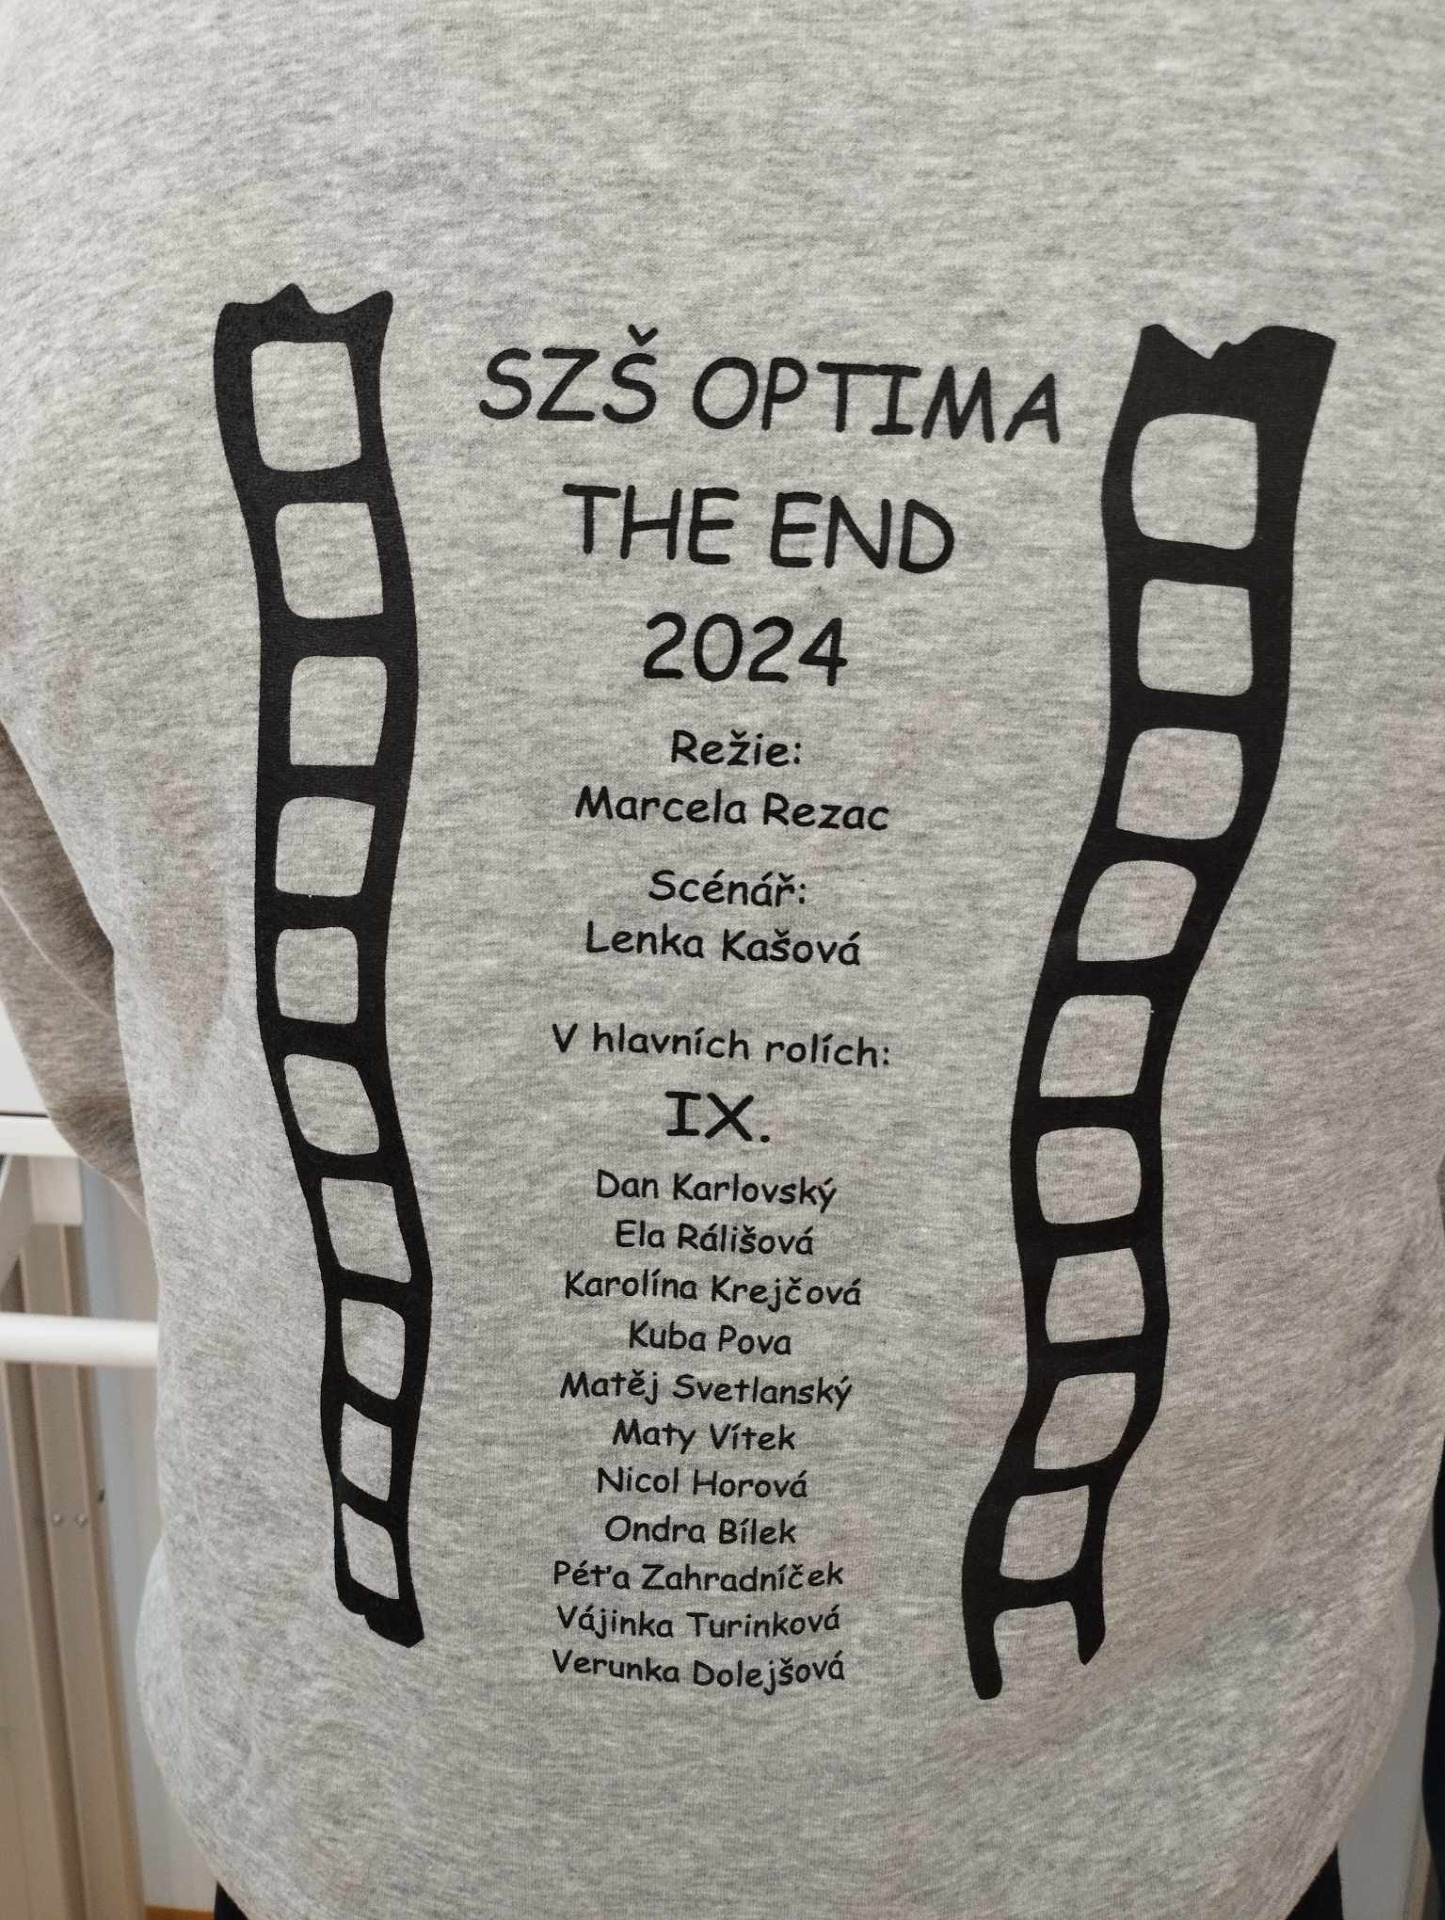 SZŠ OPTIMA
THE END
2024
Režie:
Marcela Rezac
Scénář:
Lenka Kašová
V hlavních rolích:
IX.
Dan Karlovský
Ela Rálišová
Karolína Krejčová
Kuba Pova
Matěj Svetlanský
Maty Vítek
Nicol Horová
Ondra Bílek
Péťa Zahradníček
Vájinka Turinková
Verunka Dolejšová